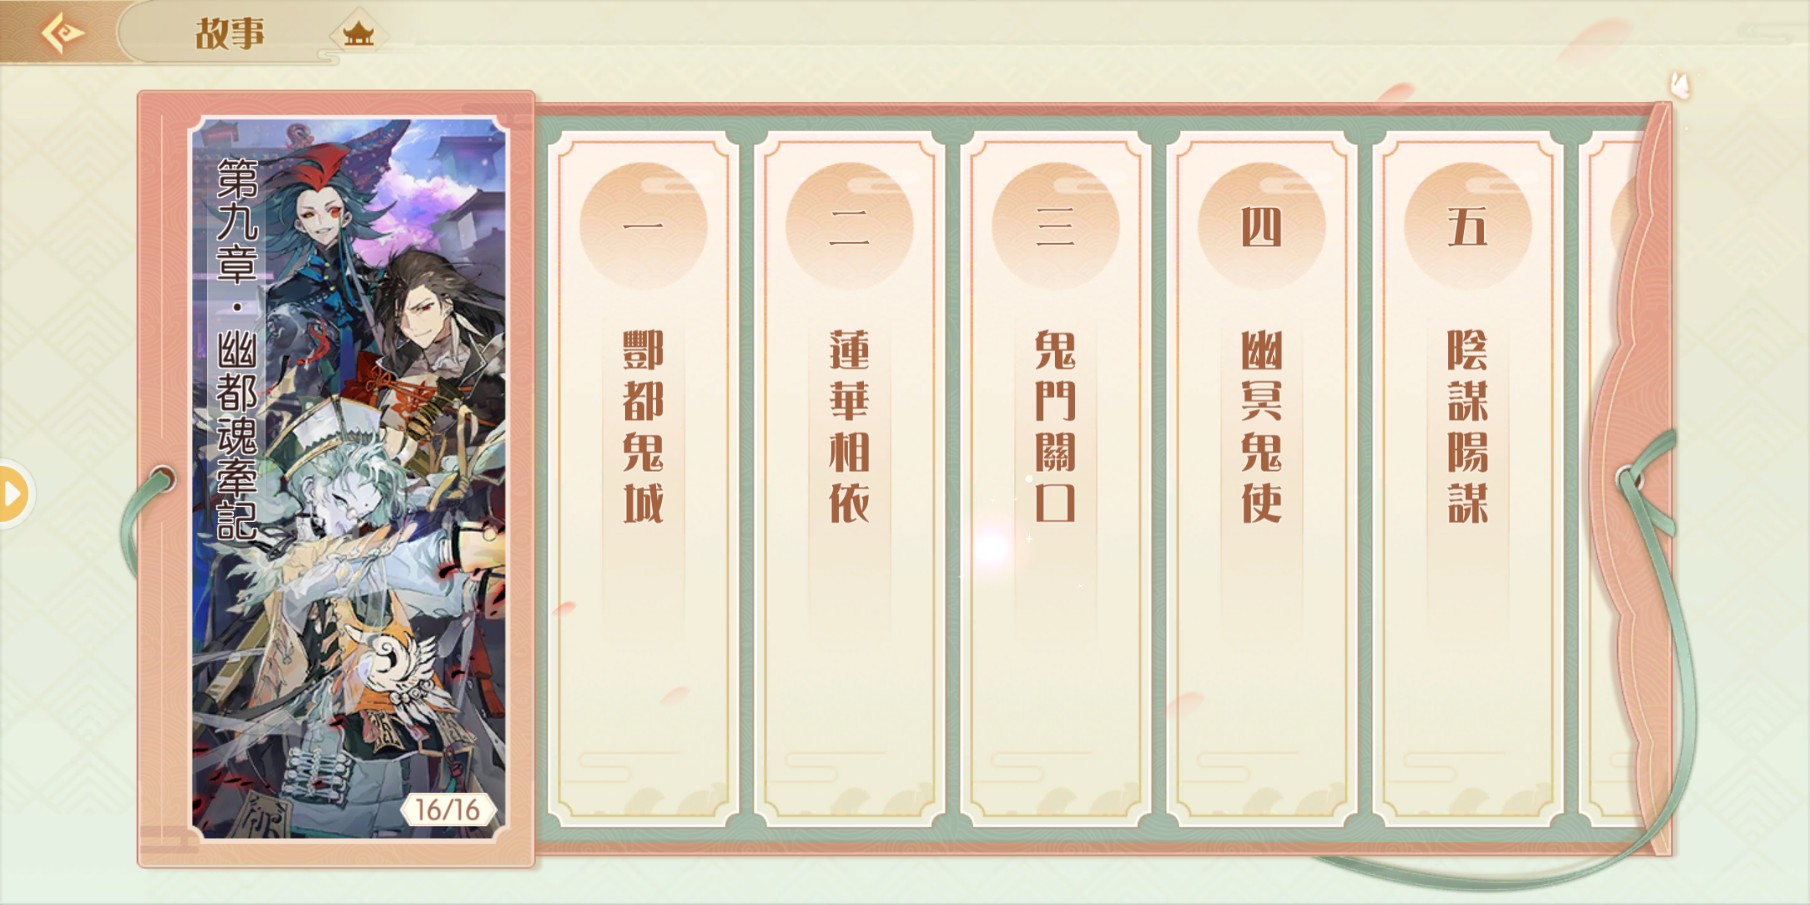 故事
第九章·幽都魂牽記
16/16
一
酆都鬼城
二
蓮華相依
三
鬼門關口
四
幽冥鬼使
五
陰謀陽謀